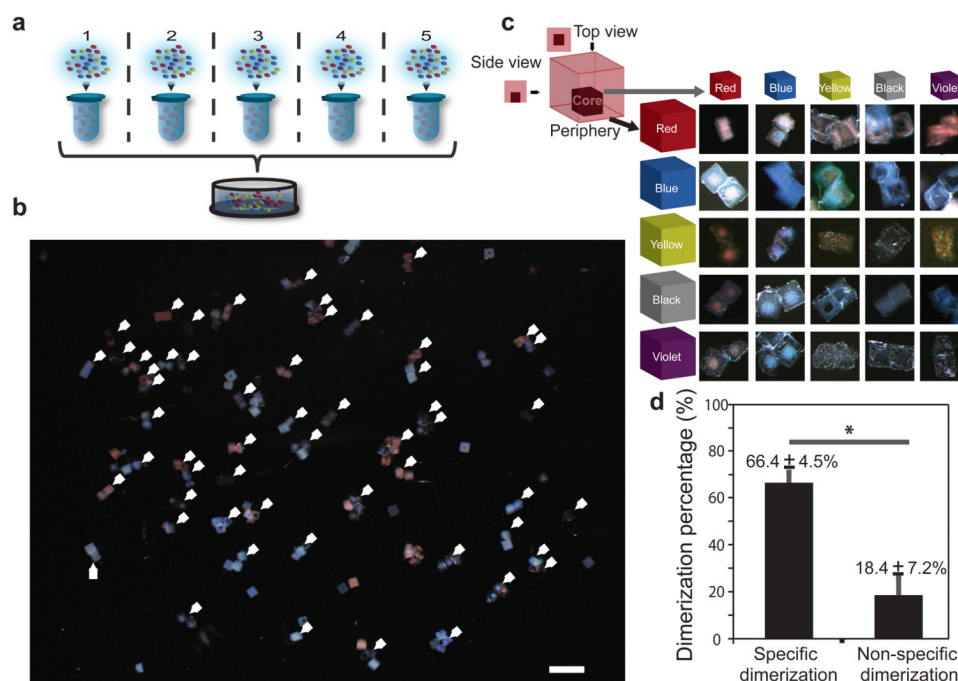 a
1 2 3 4 5
b
c
Top view
Side view
Core
Periphery
Red Blue Yellow Black Violet
Red
Blue
Yellow
Black
Violet
d
Dimerization percentage (%)
100
80
60
40
20
0
*
66.4 ± 4.5%
18.4 ± 7.2%
Specific
dimerization
Non-specific
dimerization